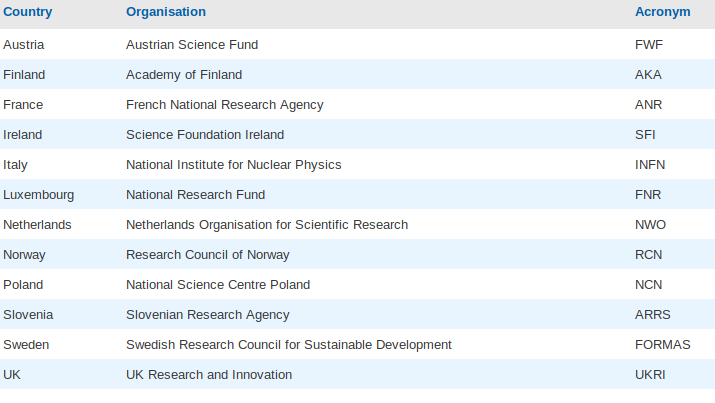 Country Organisation Acronym
Austria Austrian Science Fund FWF
Finland Academy of Finland AKA
France French National Research Agency ANR
Ireland Science Foundation Ireland SFI
Italy National Institute for Nuclear Physics INFN
Luxembourg National Research Fund FNR
Netherlands Netherlands Organisation for Scientific Research NWO
Norway Research Council of Norway RCN
Poland National Science Centre Poland NCN
Slovenia Slovenian Research Agency ARRS
Sweden Swedish Research Council for Sustainable Development FORMAS
UK UK Research and Innovation UKRI